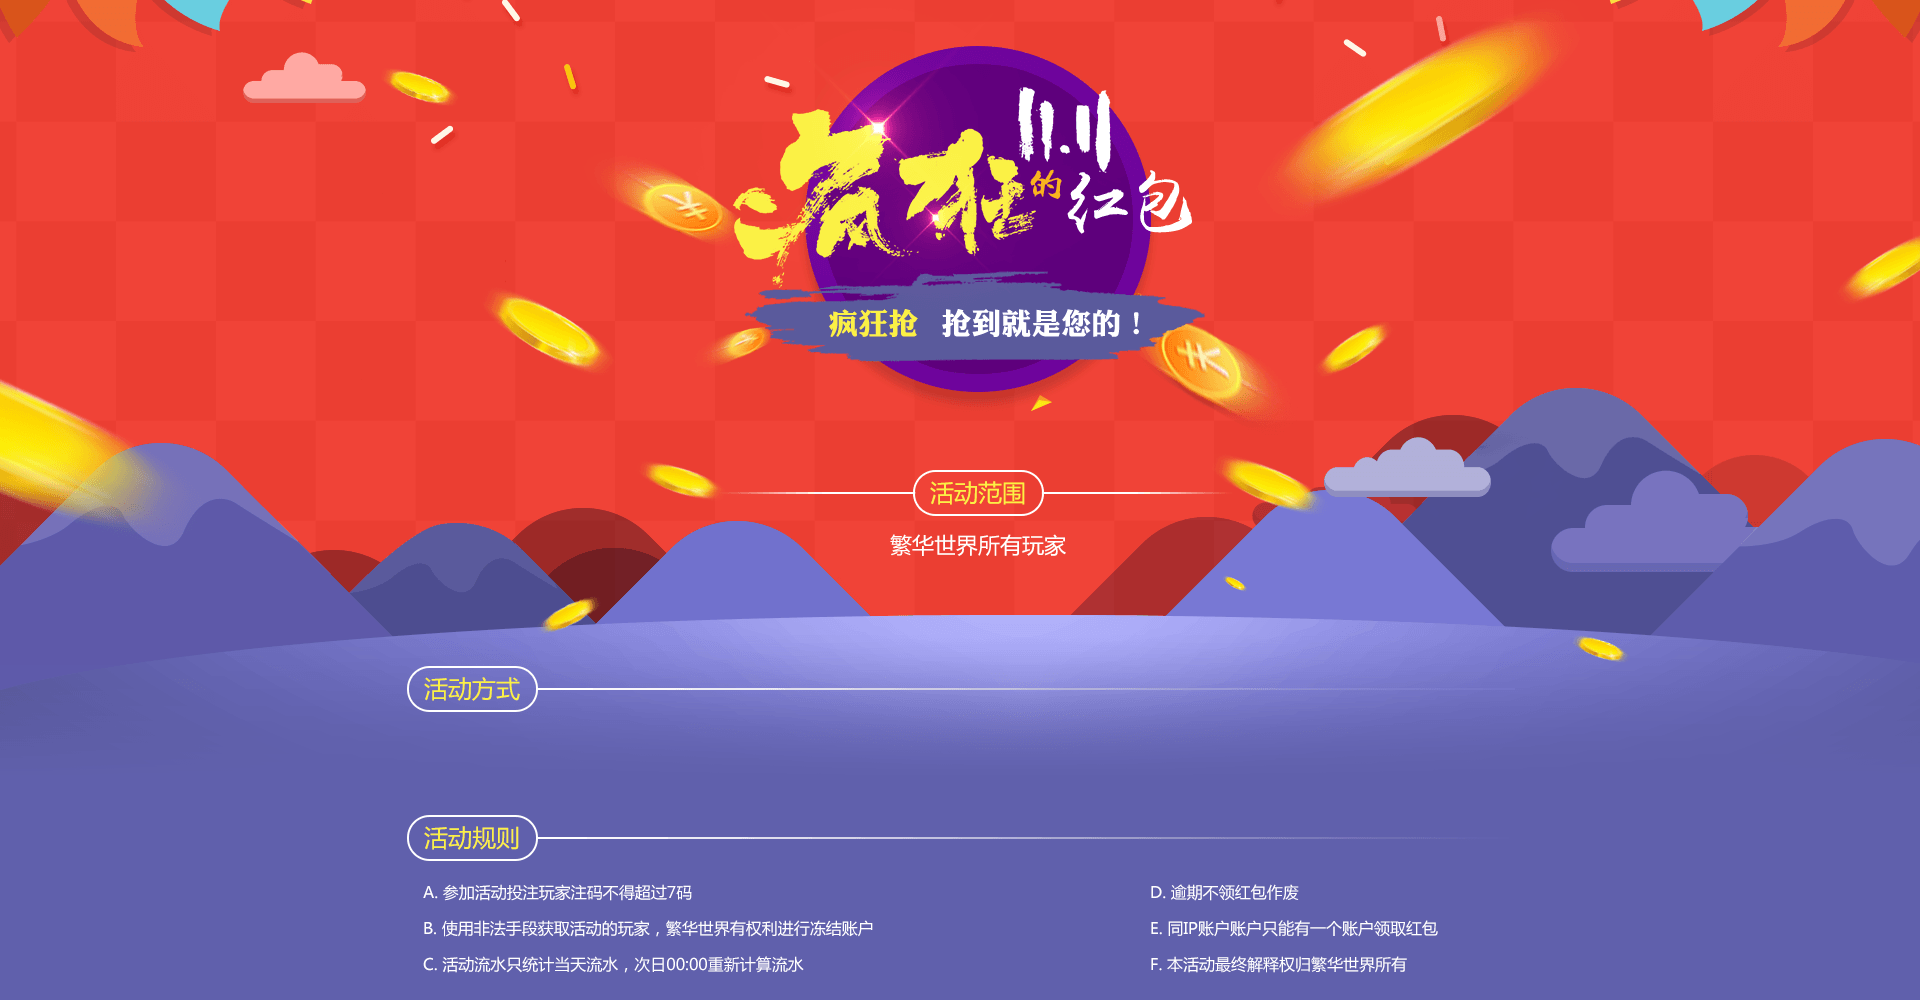 疯狂的11.11红包
疯狂抢 抢到就是您的！
活动范围
繁华世界所有玩家
活动方式
活动规则
A. 参加活动投注玩家注码不得超过7码
B. 使用非法手段获取活动的玩家，繁华世界有权利进行冻结账户
C. 活动流水只统计当天流水，次日00:00重新计算流水
D. 逾期不领红包作废
E. 同IP账户账户只能有一个账户领取红包
F. 本活动最终解释权归繁华世界所有